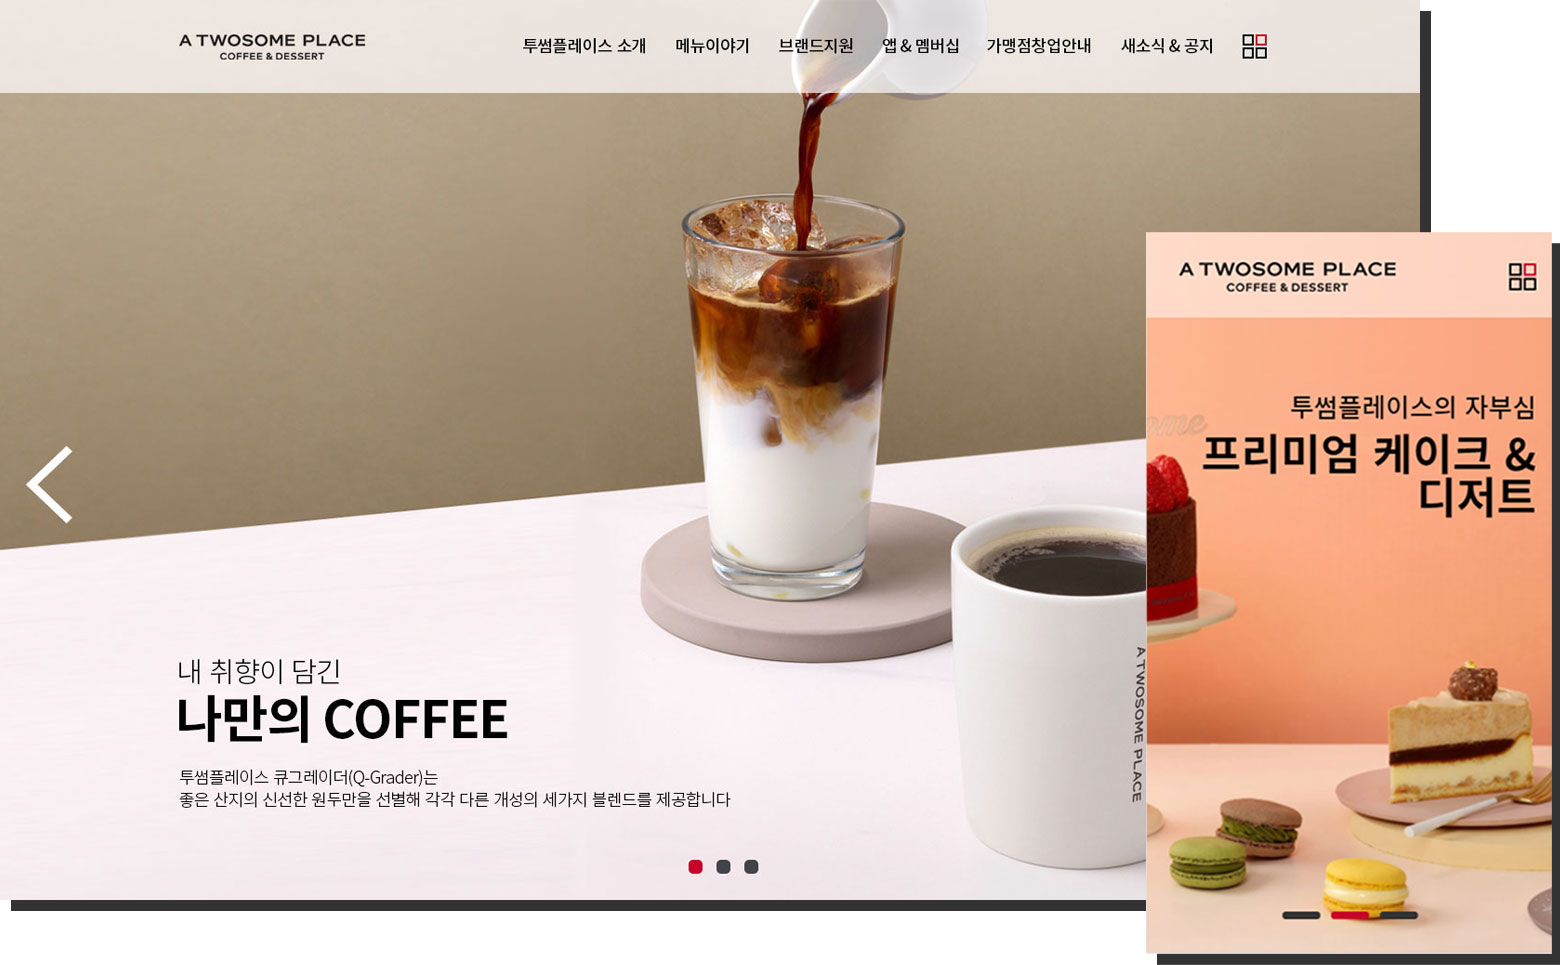 A TWOSOME PLACE
COFFEE & DESSERT
투썸플레이스 소개 메뉴이야기 브랜드지원 앱 & 멤버십 가맹점창업안내 새소식 & 공지
내 취향이 담긴
나만의 COFFEE
투썸플레이스 큐그레이더(Q-Grader)는
좋은 산지의 신선한 원두만을 선별해 각각 다른 개성의 세가지 블렌드를 제공합니다
A TWOSOME PLACE
A TWOSOME PLACE
COFFEE & DESSERT
투썸플레이스의 자부심
프리미엄 케이크 &
디저트